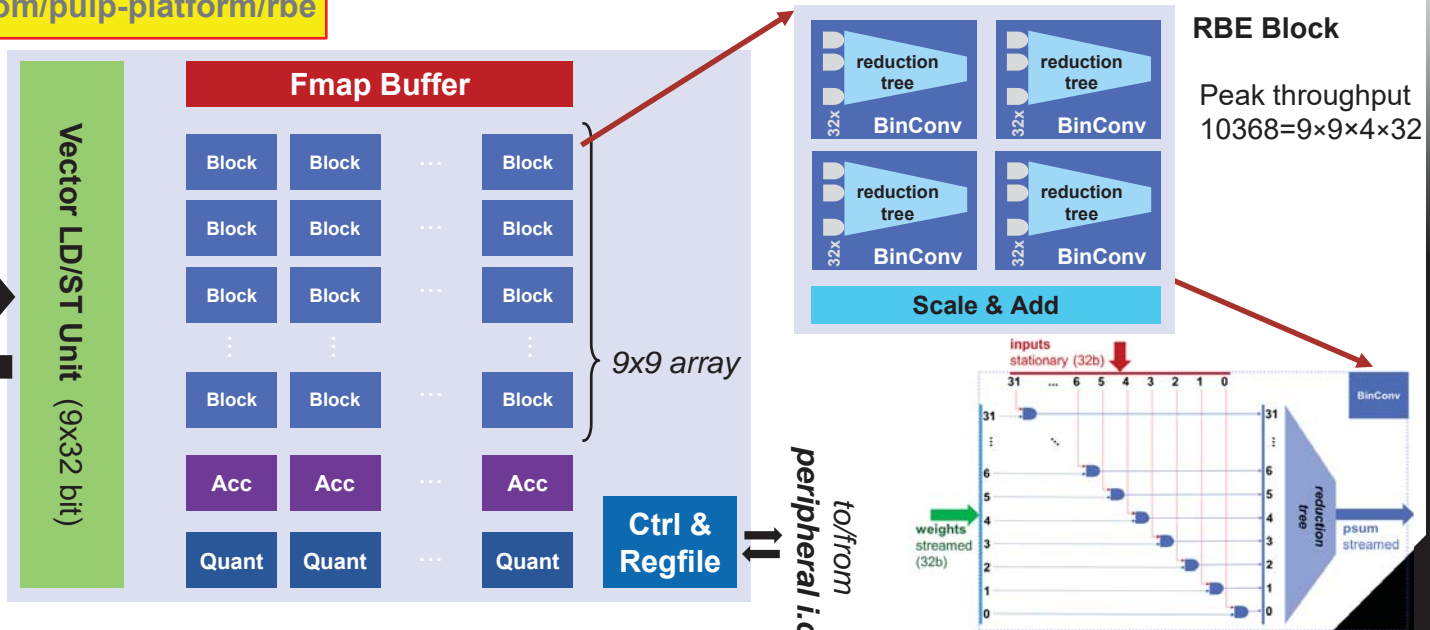 om/pulp-platform/rbe
Vector LD/ST Unit (9x32 bit)
Fmap Buffer
Block Block ... Block
Block Block ... Block
Block Block ... Block
⋮ ⋮ ⋮
Block Block ... Block
9x9 array
Acc Acc ... Acc
Quant Quant ... Quant
Ctrl &
Regfile
to/from
peripheral i.c
RBE Block
Peak throughput
10368=9×9×4×32
reduction
tree
32x
BinConv
reduction
tree
32x
BinConv
reduction
tree
32x
BinConv
reduction
tree
32x
BinConv
Scale & Add
inputs
stationary (32b)
31 ... 6 5 4 3 2 1 0
BinConv
31
...
6
5
4
3
2
1
0
weights
streamed
(32b)
31
...
6
5
4
3
2
1
0
reduction
tree
psum
streamed